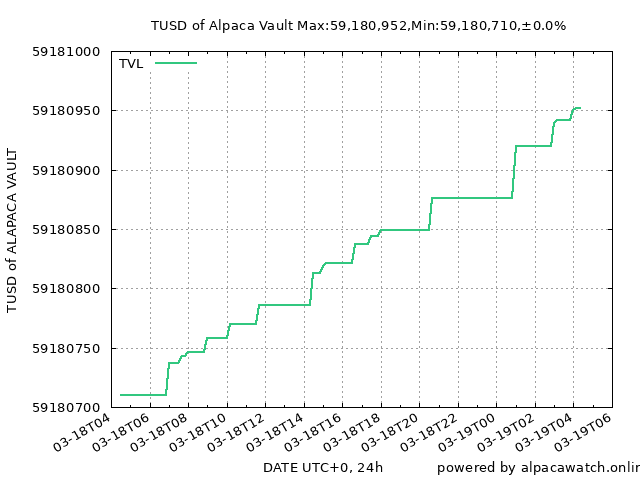 TUSD of Alpaca Vault Max:59,180,952,Min:59,180,710,±0.0%
TVL
59181000
59180950
59180900
59180850
59180800
59180750
59180700
TUSD of ALAPACA VAULT
03-18T04
03-18T06
03-18T08
03-18T10
03-18T12
03-18T14
03-18T16
03-18T18
03-18T20
03-18T22
03-19T00
03-19T02
03-19T04
03-19T06
DATE UTC+0, 24h
powered by alpacawatch.onlin